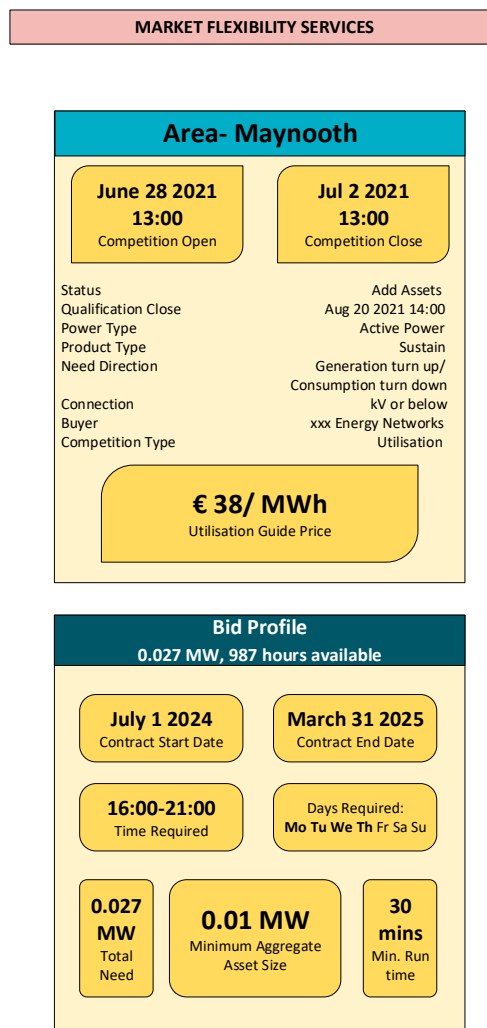 MARKET FLEXIBILITY SERVICES
Area- Maynooth
June 28 2021
13:00
Competition Open
Jul 2 2021
13:00
Competition Close
Status Add Assets
Qualification Close Aug 20 2021 14:00
Power Type Active Power
Product Type Sustain
Need Direction Generation turn up/
Consumption turn down
Connection kV or below
Buyer xxx Energy Networks
Competition Type Utilisation
€ 38/ MWh
Utilisation Guide Price
Bid Profile
0.027 MW, 987 hours available
July 1 2024
Contract Start Date
March 31 2025
Contract End Date
16:00-21:00
Time Required
Days Required:
Mo Tu We Th Fr Sa Su
0.027
MW
Total
Need
0.01 MW
Minimum Aggregate
Asset Size
30
mins
Min. Run
time